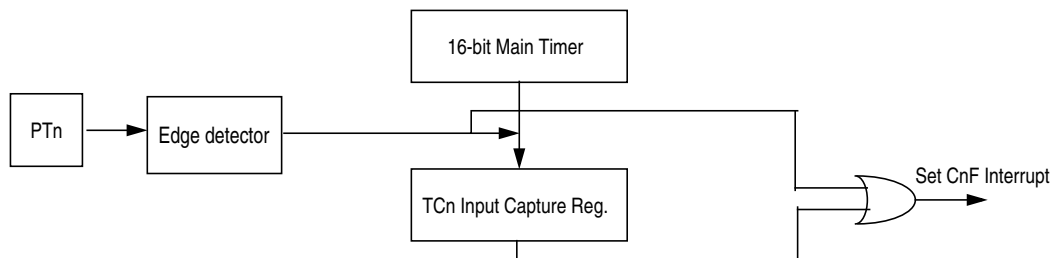 16-bit Main Timer
PTn
Edge detector
TCn Input Capture Reg.
Set CnF Interrupt